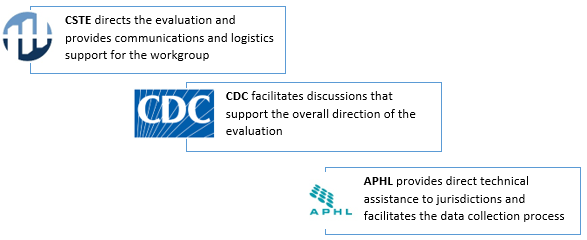 CSTE directs the evaluation and
provides communications and logistics
support for the workgroup
CDC
CDC facilitates discussions that
support the overall direction of the
evaluation
APHL
APHL provides direct technical
assistance to jurisdictions and
facilitates the data collection process